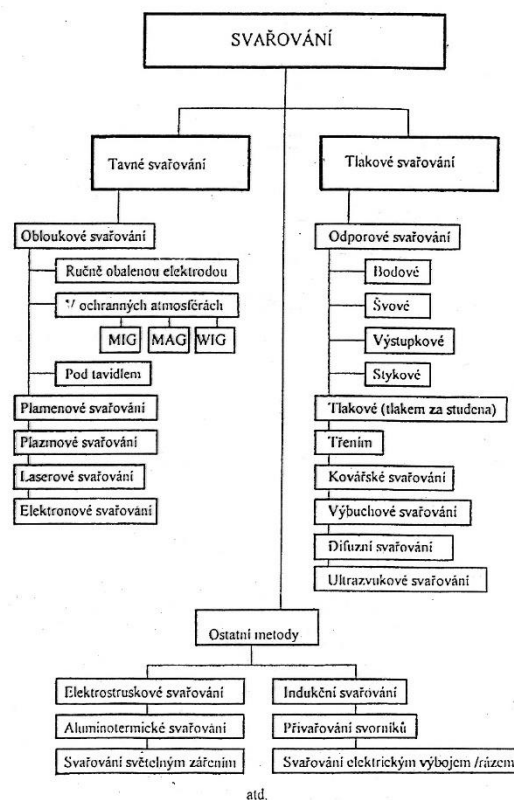 SVAŘOVÁNÍ
Tavné svařování
Obloukové svařování
Ručně obalenou elektrodou
V ochranných atmosférách
MIG
MAG
WIG
Pod tavidlem
Plamenové svařování
Plazmové svařování
Laserové svařování
Elektronové svařování
Tlakové svařování
Odporové svařování
Bodové
Švové
Výstupkové
Stykové
Tlakové (tlakem za studena)
Třením
Kovářské svařování
Výbuchové svařování
Difuzní svařování
Ultrazvukové svařování
Ostatní metody
Elektrostruskové svařování
Aluminotermické svařování
Svařování světelným zářením
Indukční svařování
Přivařování svorníků
Svařování elektrickým výbojem /rázem
atd.